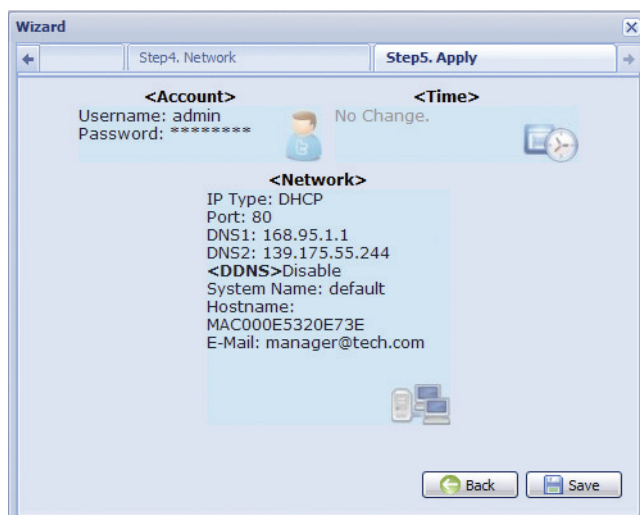 Wizard
Step4. Network
Step5. Apply
<Account>
Username: admin
Password: ********
<Time>
No Change.
<Network>
IP Type: DHCP
Port: 80
DNS1: 168.95.1.1
DNS2: 139.175.55.244
<DDNS>Disable
System Name: default
Hostname:
MAC000E5320E73E
E-Mail: manager@tech.com
Back
Save